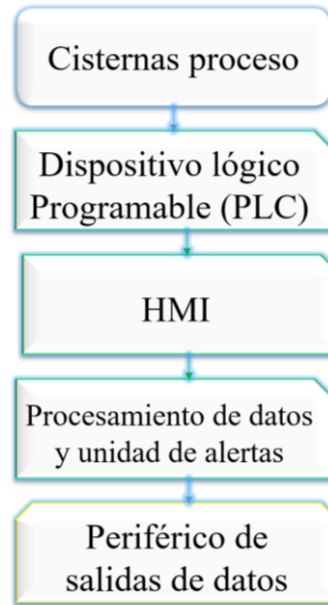 Cisternas proceso
Dispositivo lógico
Programable (PLC)
HMI
Procesamiento de datos
y unidad de alertas
Periférico de
salidas de datos